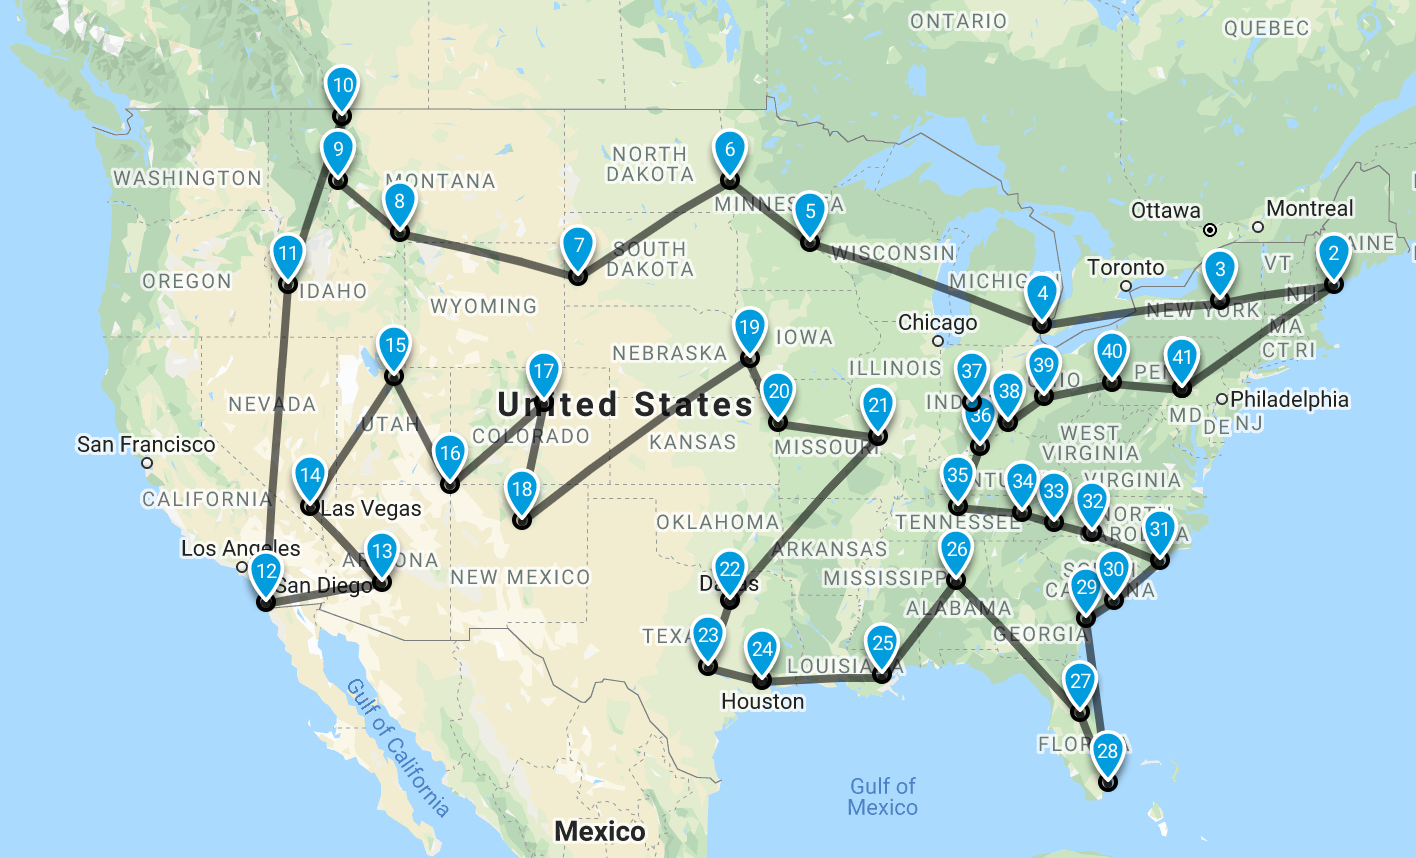 ONTARIO
QUEBEC
10
9
WASHINGTON
MONTANA
NORTH
DAKOTA
6
8
MINNESOTA
5
Ottawa
Montreal
MAINE
2
7
SOUTH
DAKOTA
WISCONSIN
11
OREGON
IDAHO
WYOMING
MICHIGAN
4
Toronto
3
VT
NH
NEW YORK
MA
CT RI
Chicago
19
IOWA
15
NEBRASKA
ILLINOIS
17
37
39
OHIO
40
41
PE
United States
NEVADA
UTAH
COLORADO
20
21
IND
38
36
Philadelphia
MD
DE
NJ
San Francisco
16
KANSAS
MISSOURI
WEST
VIRGINIA
14
18
35
34
33
32
NTU
VIRGINIA
CALIFORNIA
Las Vegas
OKLAHOMA
TENNESSEE
NORTH
CAROLINA
31
Los Angeles
12
13
ARIZONA
San Diego
NEW MEXICO
ARKANSAS
26
22
Dallas
MISSISSIPPI
ALABAMA
SOUTH
CAROLINA
30
29
GEORGIA
TEXAS
23
24
LOUISIANA
25
Houston
27
FLORIDA
28
Gulf of California
Gulf of
Mexico
Mexico